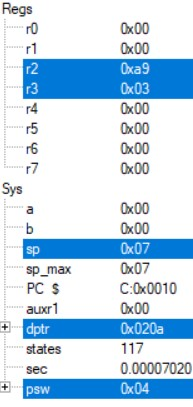 Regs
r0 0x00
r1 0x00
r2 0xa9
r3 0x03
r4 0x00
r5 0x00
r6 0x00
r7 0x00
Sys
a 0x00
b 0x00
sp 0x07
sp_max 0x07
PC $ C:0x0010
auxr1 0x00
dptr 0x020a
states 117
sec 0.00007020
psw 0x04